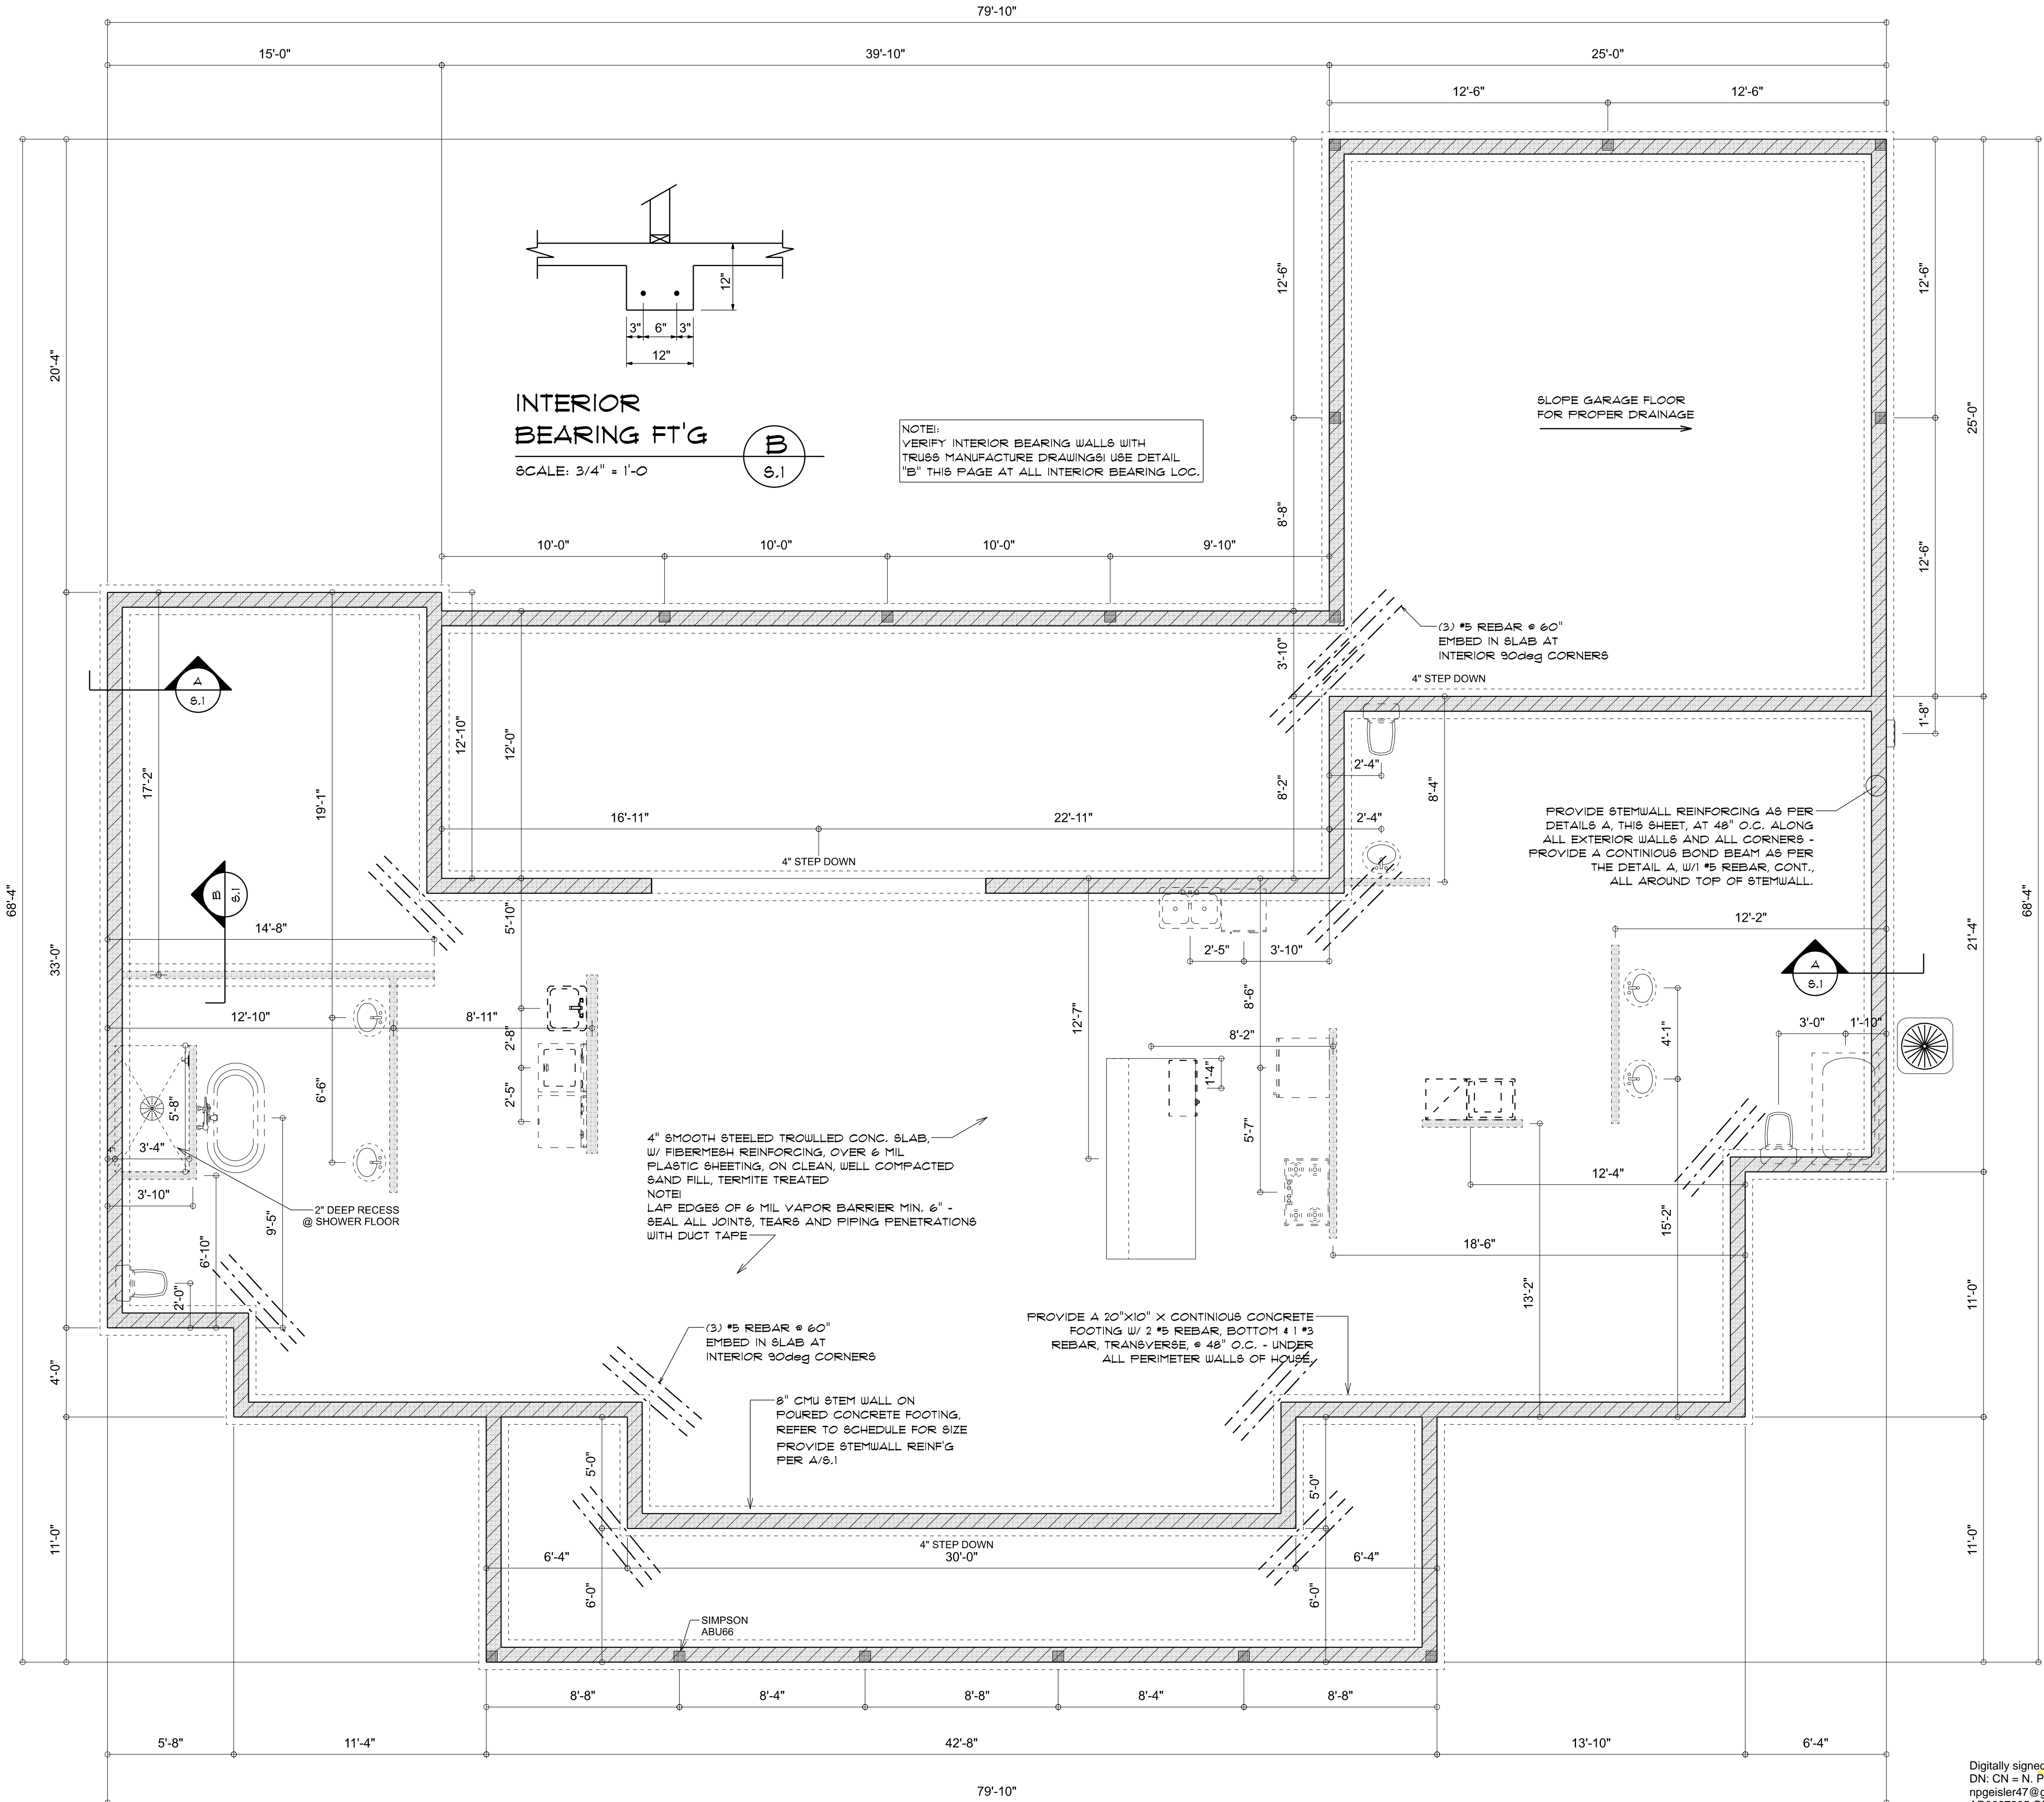 79'-10"
15'-0"
39'-10"
25'-0"
12'-6"
12'-6"
12"
3"
6"
3"
12"
INTERIOR
BEARING FT'G
B
S.1
SCALE: 3/4" = 1'-0
NOTE!:
VERIFY INTERIOR BEARING WALLS WITH
TRUSS MANUFACTURE DRAWINGS! USE DETAIL
"B" THIS PAGE AT ALL INTERIOR BEARING LOC.
SLOPE GARAGE FLOOR
FOR PROPER DRAINAGE
20'-4"
12'-6"
8'-8"
12'-6"
25'-0"
12'-6"
10'-0"
10'-0"
10'-0"
9'-10"
(3) #5 REBAR @ 60"
EMBED IN SLAB AT
INTERIOR 90deg CORNERS
4" STEP DOWN
3'-10"
1'-8"
A
S.1
17'-2"
19'-1"
12'-10"
12'-0"
8'-2"
2'-4"
8'-4"
16'-11"
22'-11"
2'-4"
4" STEP DOWN
PROVIDE STEMWALL REINFORCING AS PER
DETAILS A, THIS SHEET, AT 48" O.C. ALONG
ALL EXTERIOR WALLS AND ALL CORNERS -
PROVIDE A CONTINIOUS BOND BEAM AS PER
THE DETAIL A, W/1 #5 REBAR, CONT.,
ALL AROUND TOP OF STEMWALL.
68'-4"
33'-0"
B
S.1
14'-8"
5'-10"
2'-5"
3'-10"
12'-2"
21'-4"
68'-4"
A
S.1
12'-10"
8'-11"
2'-8"
2'-5"
12'-7"
8'-6"
8'-2"
1'-4"
4'-1"
3'-0"
1'-10"
6'-6"
5'-8"
3'-4"
4"
3'-10"
9'-5"
6'-10"
2'-0"
2" DEEP RECESS
@ SHOWER FLOOR
4" SMOOTH STEELED TROWLLED CONC. SLAB,
W/ FIBERMESH REINFORCING, OVER 6 MIL
PLASTIC SHEETING, ON CLEAN, WELL COMPACTED
SAND FILL, TERMITE TREATED
NOTE!
LAP EDGES OF 6 MIL VAPOR BARRIER MIN. 6" -
SEAL ALL JOINTS, TEARS AND PIPING PENETRATIONS
WITH DUCT TAPE
5'-7"
12'-4"
15'-2"
18'-6"
13'-2"
11'-0"
(3) #5 REBAR @ 60"
EMBED IN SLAB AT
INTERIOR 90deg CORNERS
PROVIDE A 20"X10" X CONTINIOUS CONCRETE
FOOTING W/ 2 #5 REBAR, BOTTOM & 1 #3
REBAR, TRANSVERSE, @ 48" O.C. - UNDER
ALL PERIMETER WALLS OF HOUSE.
4'-0"
8" CMU STEM WALL ON
POURED CONCRETE FOOTING,
REFER TO SCHEDULE FOR SIZE
PROVIDE STEMWALL REINF'G
PER A/S.1
11'-0"
5'-0"
5'-0"
11'-0"
4" STEP DOWN
6'-4"
30'-0"
6'-4"
6'-0"
6'-0"
SIMPSON
ABU66
8'-8"
8'-4"
8'-8"
8'-4"
8'-8"
5'-8"
11'-4"
42'-8"
13'-10"
6'-4"
79'-10"
Digitally signed
DN: CN = N. P
npgeisler47@g